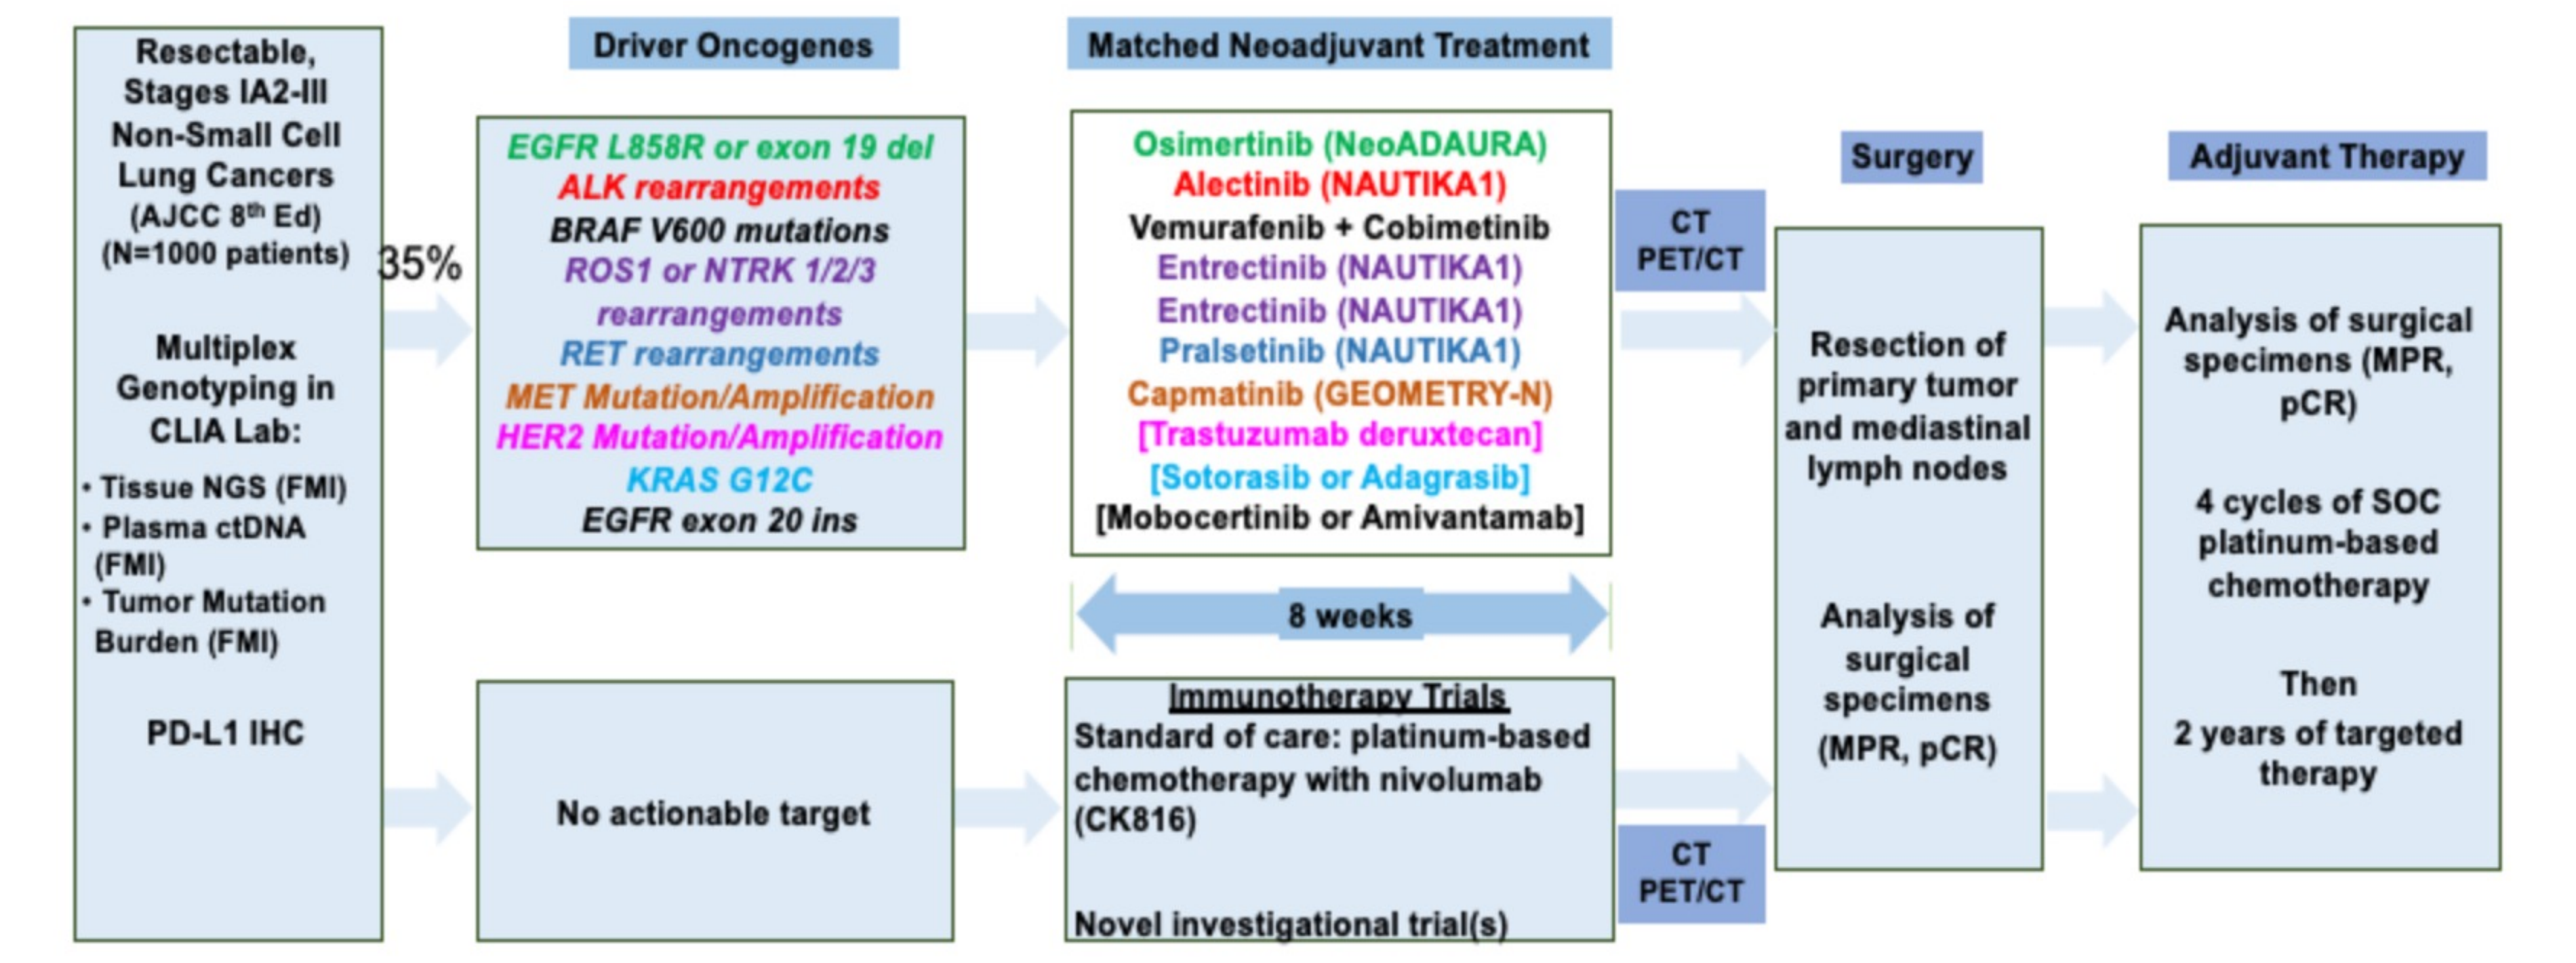 Resectable,
Stages IA2-III
Non-Small Cell
Lung Cancers
(AJCC 8th Ed)
(N=1000 patients)
Multiplex
Genotyping in
CLIA Lab:
• Tissue NGS (FMI)
• Plasma ctDNA
(FMI)
• Tumor Mutation
Burden (FMI)
PD-L1 IHC
35%
Driver Oncogenes
EGFR L858R or exon 19 del
ALK rearrangements
BRAF V600 mutations
ROS1 or NTRK 1/2/3
rearrangements
RET rearrangements
MET Mutation/Amplification
HER2 Mutation/Amplification
KRAS G12C
EGFR exon 20 ins
No actionable target
Matched Neoadjuvant Treatment
Osimertinib (NeoADAURA)
Alectinib (NAUTIKA1)
Vemurafenib + Cobimetinib
Entrectinib (NAUTIKA1)
Entrectinib (NAUTIKA1)
Pralsetinib (NAUTIKA1)
Capmatinib (GEOMETRY-N)
[Trastuzumab deruxtecan]
[Sotorasib or Adagrasib]
[Mobocertinib or Amivantamab]
8 weeks
Immunotherapy Trials
Standard of care: platinum-based
chemotherapy with nivolumab
(CK816)
Novel investigational trial(s)
CT
PET/CT
CT
PET/CT
Surgery
Resection of
primary tumor
and mediastinal
lymph nodes
Analysis of
surgical
specimens
(MPR, pCR)
Adjuvant Therapy
Analysis of surgical
specimens (MPR,
pCR)
4 cycles of SOC
platinum-based
chemotherapy
Then
2 years of targeted
therapy